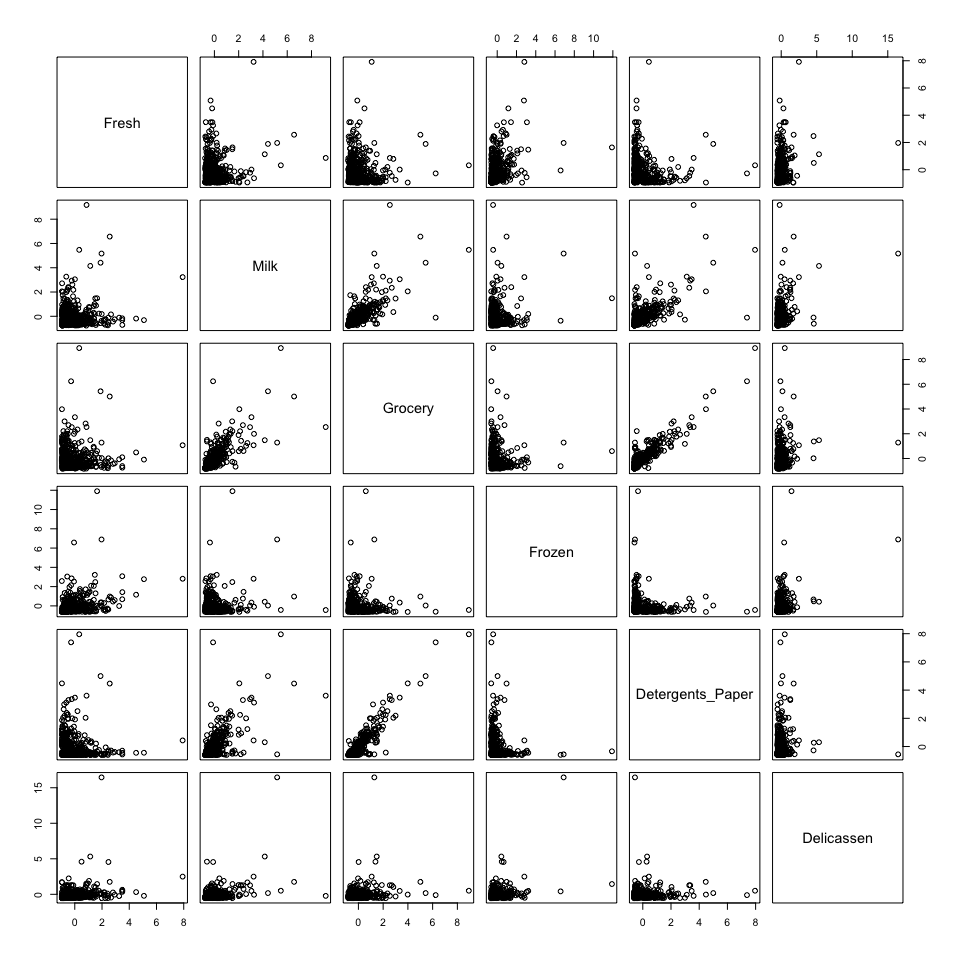 0 2 4 6 8 0 2 4 6 8 10 12 0 5 10 15
Fresh
0 2 4 6 8
Milk
0 2 4 6 8
Grocery
0 2 4 6 8
Frozen
0 2 4 6 8 10
Detergents_Paper
0 2 4 6 8
Delicassen
0 5 10 15
0 2 4 6 8 0 2 4 6 8 0 2 4 6 8